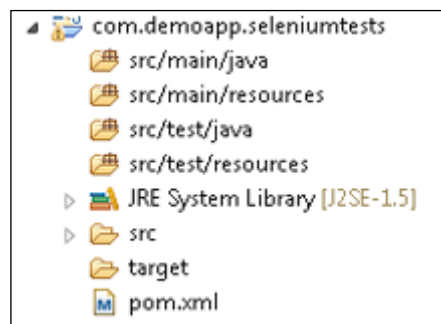 com.demoapp.seleniumtests
src/main/java
src/main/resources
src/test/java
src/test/resources
JRE System Library [J2SE-1.5]
src
target
pom.xml